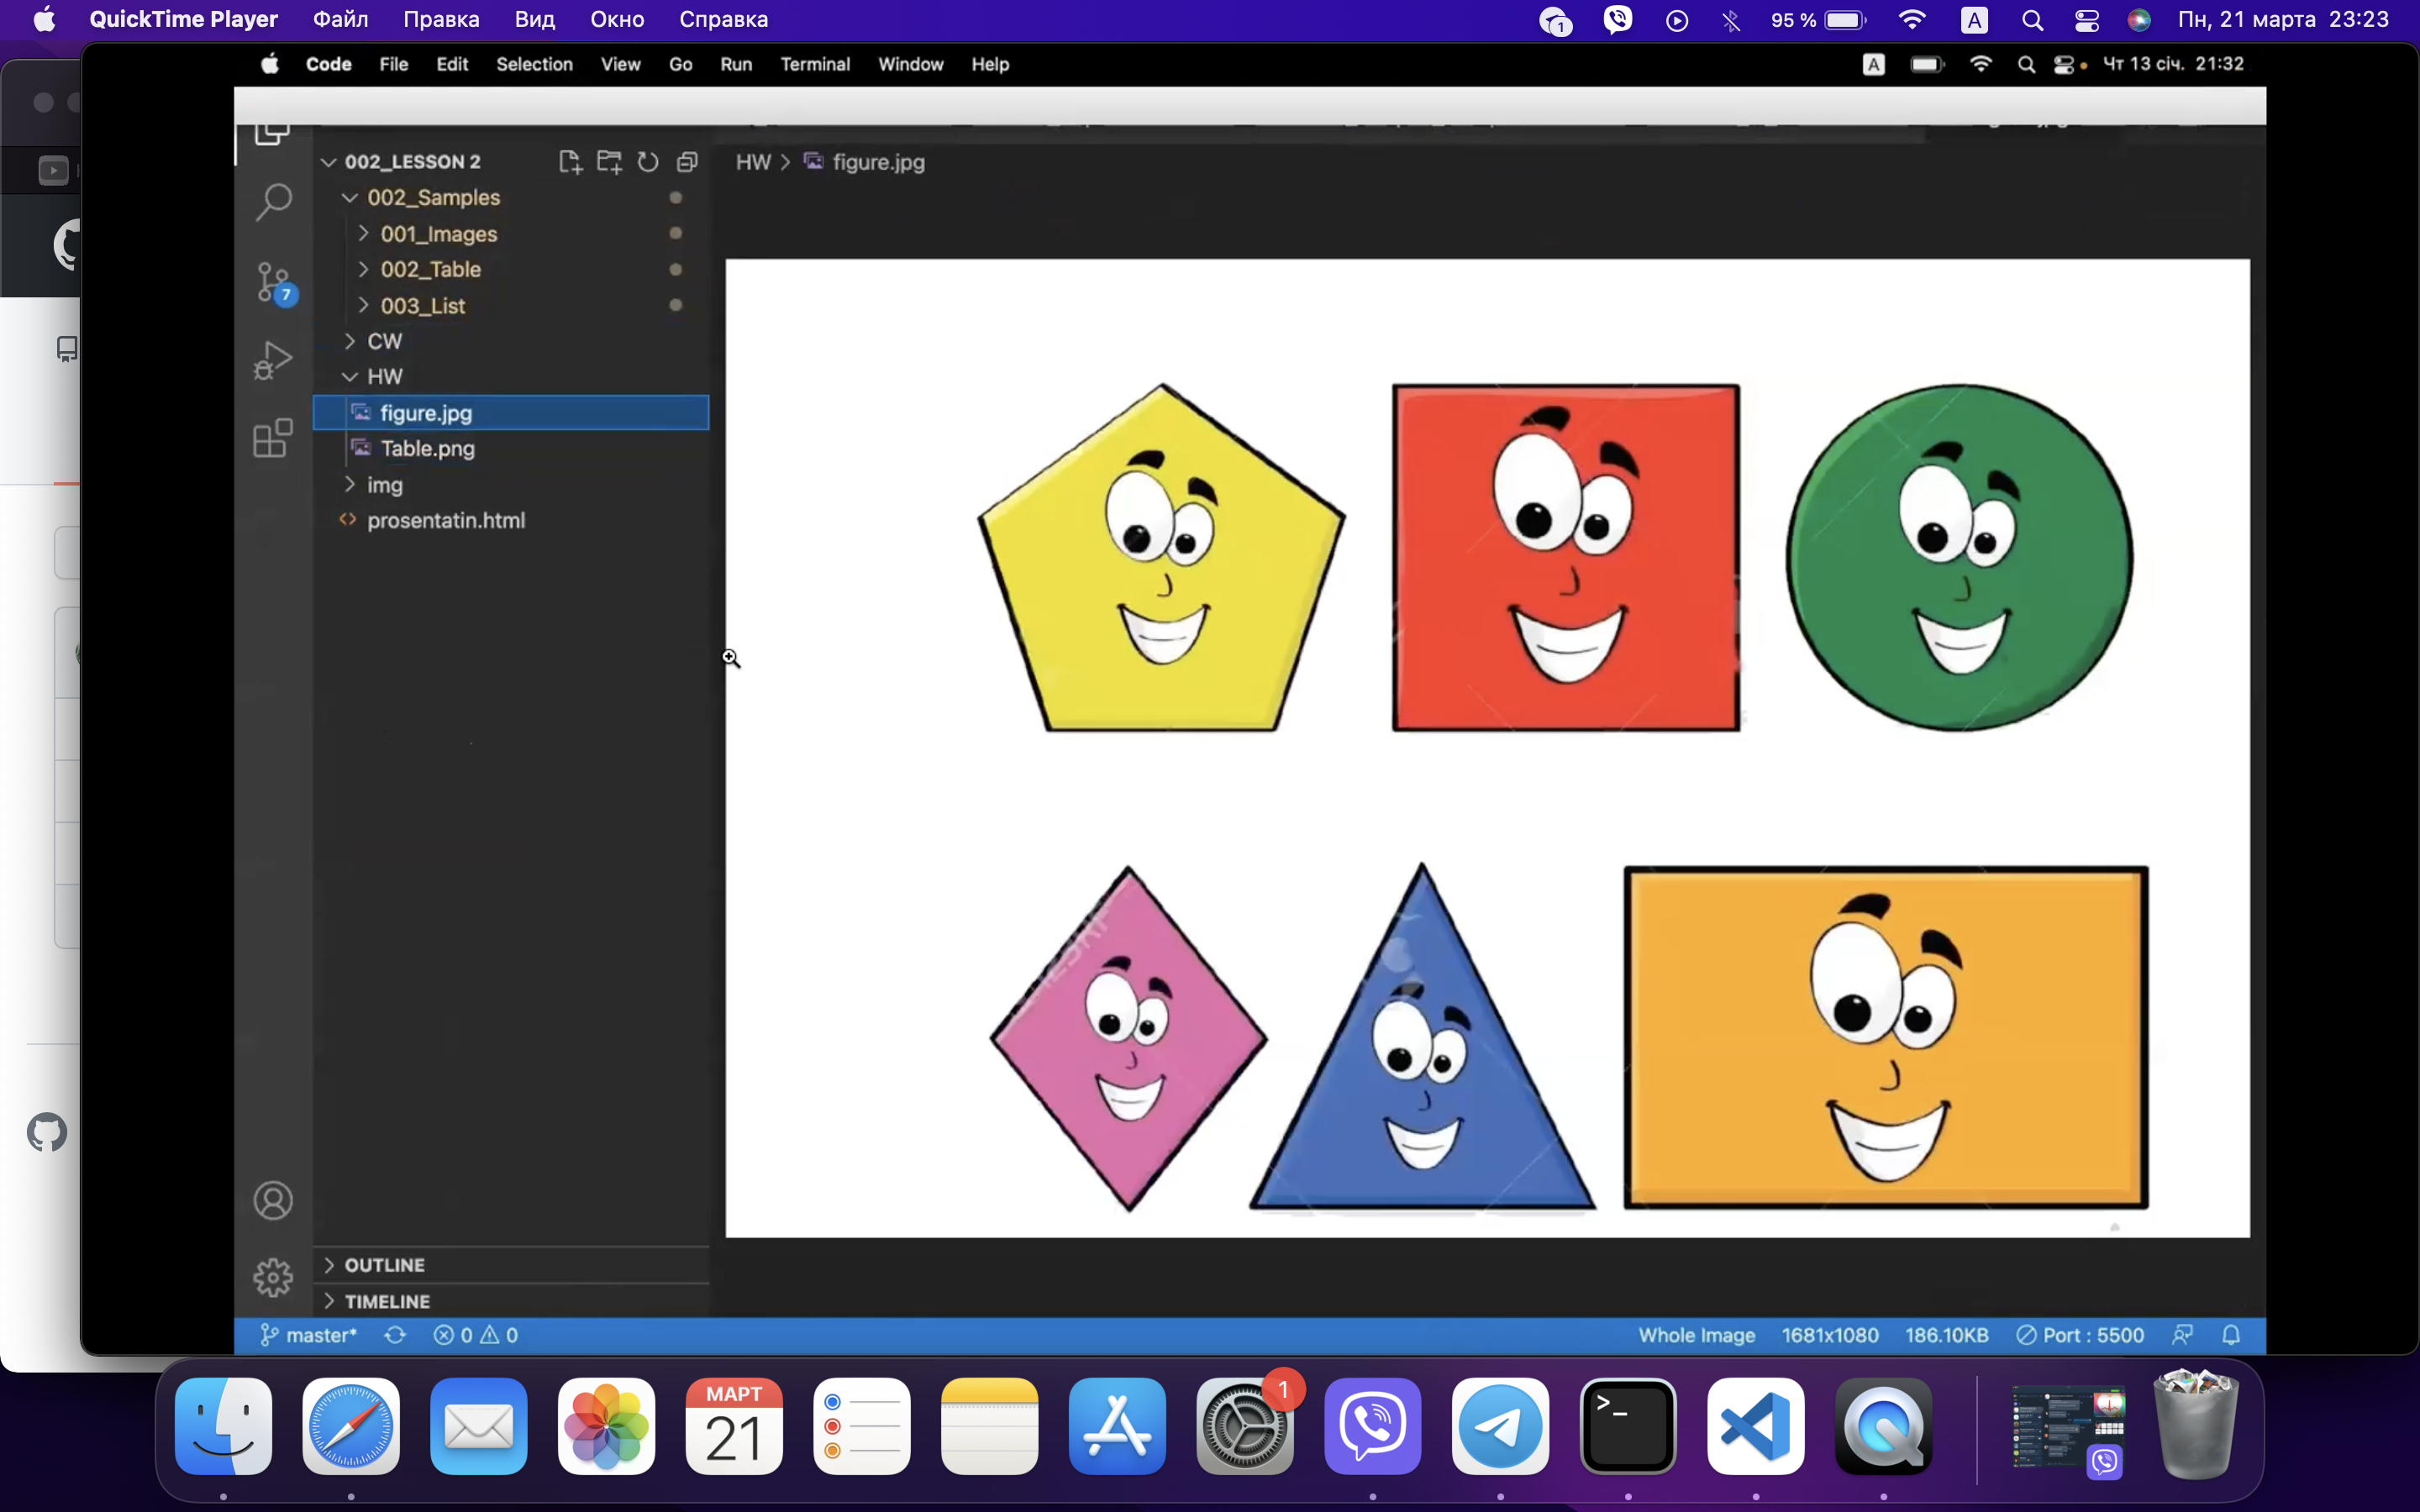 QuickTime Player Файл Правка Вид Окно Справка 1 95 % A Пн, 21 марта 23:23
Code File Edit Selection View Go Run Terminal Window Help A Чт 13 січ. 21:32
002_LESSON 2
HW > figure.jpg
002_Samples
001_Images
002_Table
003_List
7
CW
HW
figure.jpg
Table.png
img
<> prosentatin.html
OUTLINE
TIMELINE
master* 0 0 Whole Image 1681x1080 186.10KB Port : 5500
МАРТ
21
1
>_